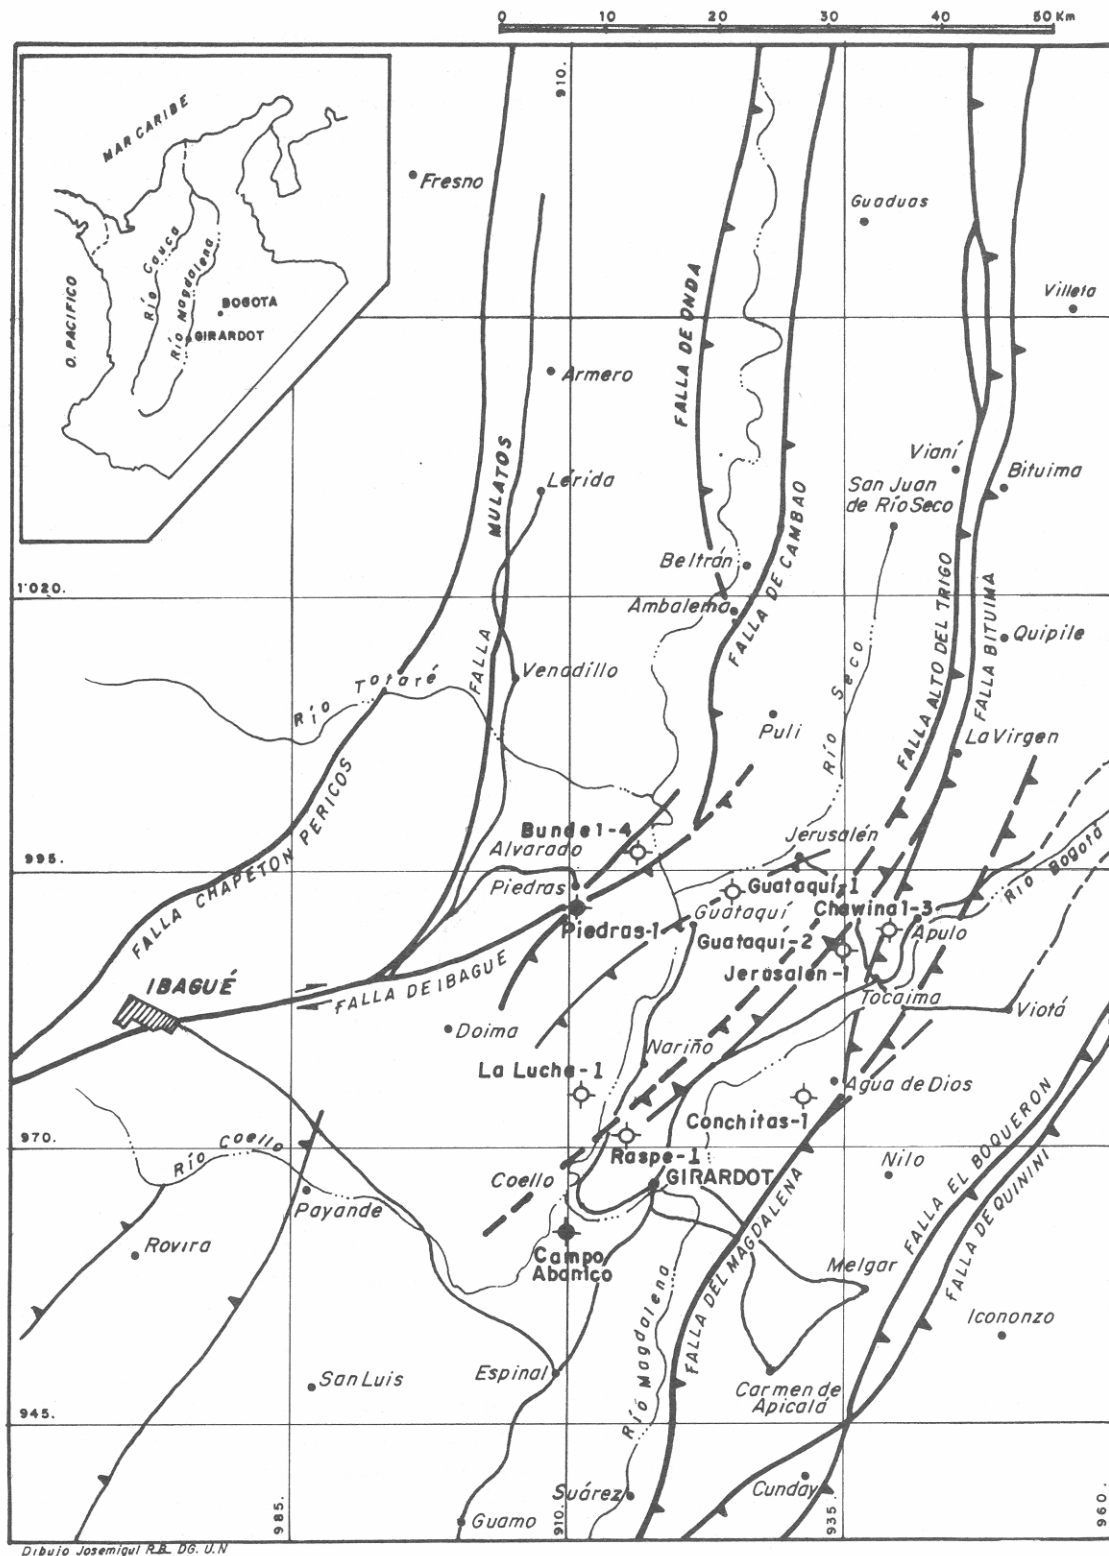 0 10 20 30 40 50 Km
910.
MAR CARIBE
O. PACIFICO
Río Cauca
Río Magdalena
BOGOTA
GIRARDOT
Fresno
Guaduas
Villeta
FALLA DE ONDA
Armero
MULATOS
Lérida
Vianí
Bituima
San Juan
de Río Seco
Beltrán
1'020.
Ambalema
FALLA DE CAMBAO
FALLA ALTO DEL TRIGO
FALLA BITUIMA
Quipile
FALLA
Venadillo
Río Totaré
Puli
Río Seco
La Virgen
FALLA CHAPETON PERICOS
Bunde 1-4
Alvarado
Jerusalén
Río Bogotá
995.
Piedras
Guataquí-1
Guataquí
Chawina 1-3
Piedras-1
Guataquí-2
Apulo
Jerusalén-1
IBAGUÉ
FALLA DE IBAGUE
Tocaima
Viotá
Doima
Nariño
La Lucha-1
Agua de Dios
Conchitas-1
970.
Río Coello
Raspe-1
Coello
GIRARDOT
Nilo
FALLA EL BOQUERON
FALLA DE QUININI
Payande
Rovira
Campo
Abanico
FALLA DEL MAGDALENA
Melgar
Icononzo
Río Magdalena
San Luis
Espinal
Carmen de
Apicalá
945.
Suárez
Cunday
Guamo
985.
910.
935.
960.
Dibujo Josemigul R.B. DG. U.N